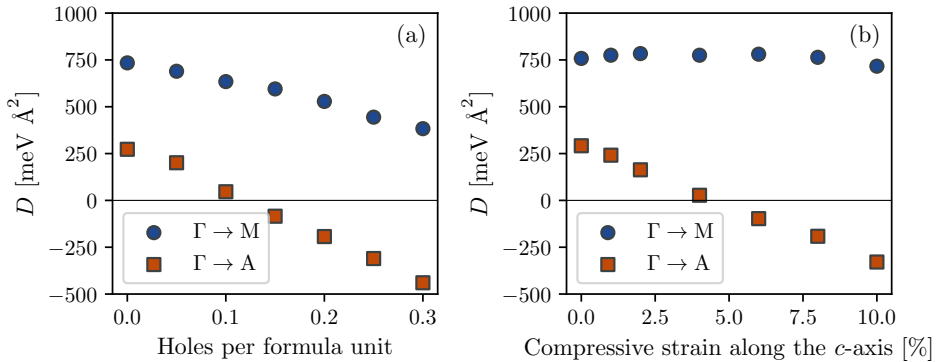 (a)
D [meV Å²]
1000
750
500
250
0
−250
−500
Γ → M
Γ → A
0.0 0.1 0.2 0.3
Holes per formula unit
(b)
D [meV Å²]
1000
750
500
250
0
−250
−500
Γ → M
Γ → A
0.0 2.5 5.0 7.5 10.0
Compressive strain along the c-axis [%]